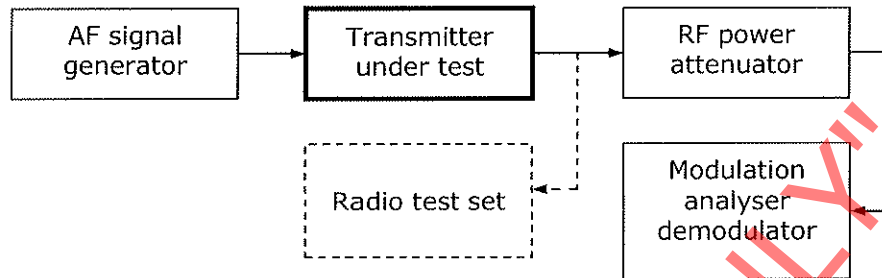 AF signal
generator
Transmitter
under test
RF power
attenuator
Radio test set
Modulation
analyser
demodulator